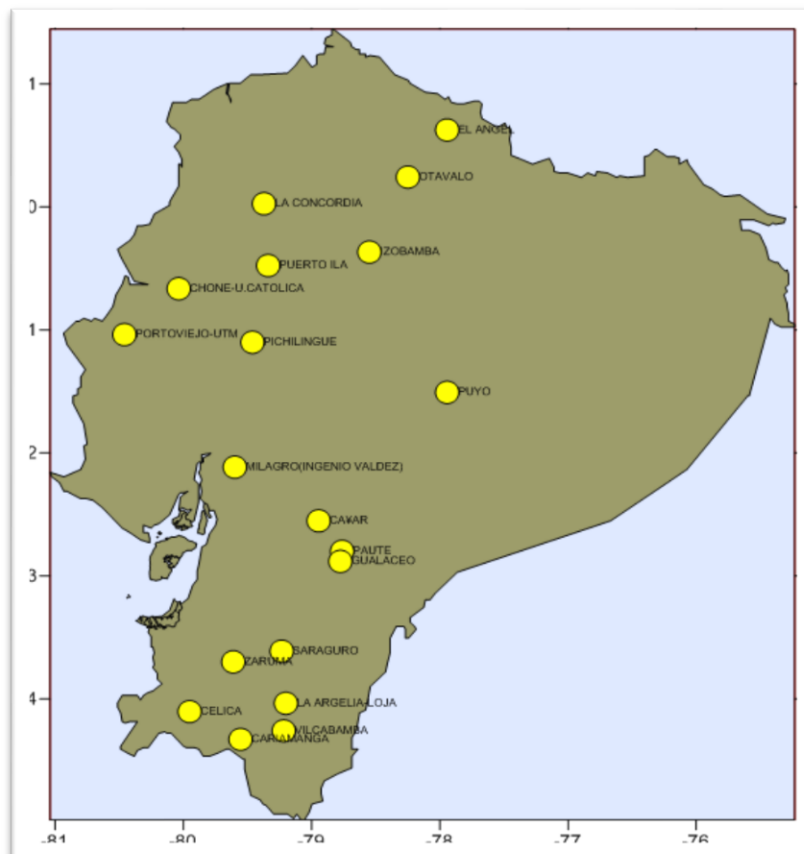 1
EL ANGEL
OTAVALO
0
LA CONCORDIA
IZOBAMBA
PUERTO ILA
CHONE-U.CATOLICA
1
PORTOVIEJO-UTM
PICHILINGUE
PUYO
2
MILAGRO(INGENIO VALDEZ)
CA¥AR
PAUTE
GUALACEO
3
SARAGURO
ZARUMA
4
LA ARGELIA-LOJA
CELICA
VILCABAMBA
CARIAMANGA
-81 -80 -79 -78 -77 -76